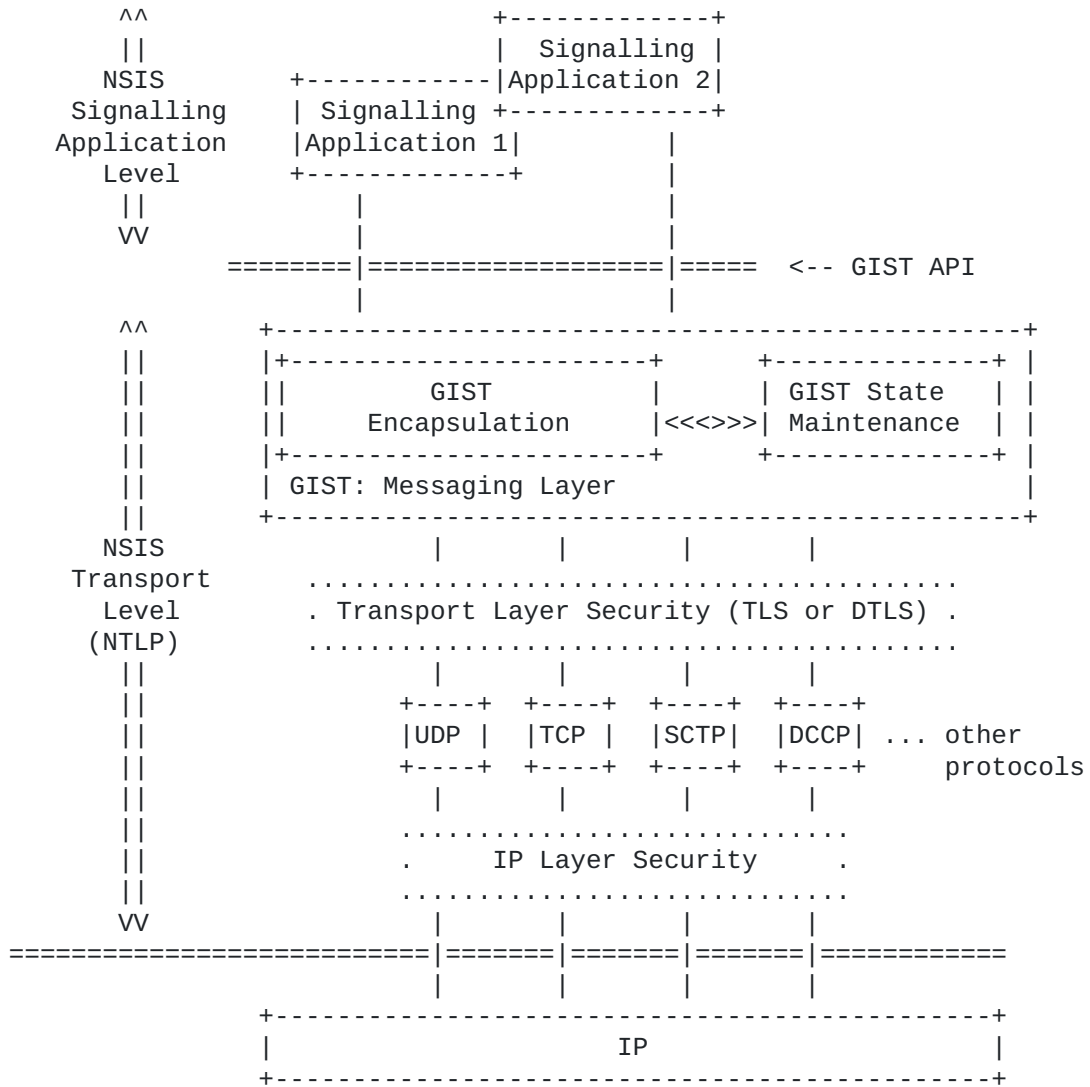 ^^                      +-------------+
||                      |  Signalling |
NSIS        +------------|Application 2|
Signalling    | Signalling +-------------+
Application    |Application 1|         |
Level       +-------------+         |
||             |                   |
VV             |                   |
========|===================|=====  <-- GIST API
|                   |
^^       +------------------------------------------------+
||       |+-----------------------+      +--------------+ |
||       ||         GIST          |      | GIST State   | |
||       ||     Encapsulation     |<<<>>>| Maintenance  | |
||       |+-----------------------+      +--------------+ |
||       | GIST: Messaging Layer                          |
||       +------------------------------------------------+
NSIS                 |       |       |       |
Transport      ..........................................
Level        . Transport Layer Security (TLS or DTLS) .
(NTLP)        ..........................................
||                  |       |       |       |
||                +----+  +----+  +----+  +----+
||                |UDP |  |TCP |  |SCTP|  |DCCP| ... other
||                +----+  +----+  +----+  +----+     protocols
||                  |       |       |       |
||                .............................
||                .     IP Layer Security     .
||                .............................
VV                  |       |       |       |
===========================|=======|=======|=======|============
|       |       |       |
+----------------------------------------------+
|                      IP                      |
+----------------------------------------------+